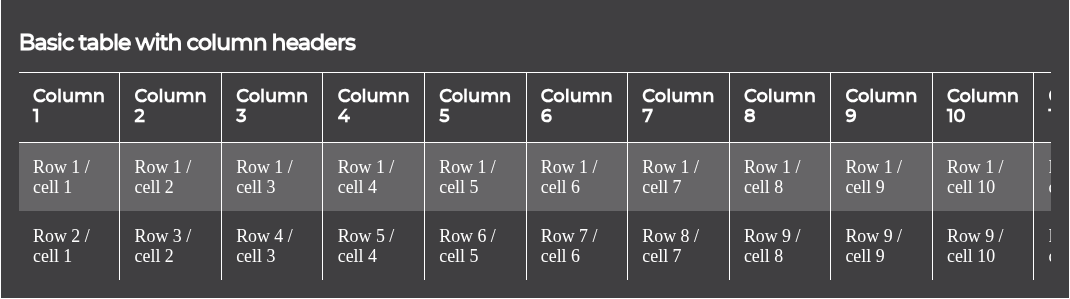 Basic table with column headers
Column 1 Column 2 Column 3 Column 4 Column 5 Column 6 Column 7 Column 8 Column 9 Column 10
Row 1 / cell 1 Row 1 / cell 2 Row 1 / cell 3 Row 1 / cell 4 Row 1 / cell 5 Row 1 / cell 6 Row 1 / cell 7 Row 1 / cell 8 Row 1 / cell 9 Row 1 / cell 10
Row 2 / cell 1 Row 3 / cell 2 Row 4 / cell 3 Row 5 / cell 4 Row 6 / cell 5 Row 7 / cell 6 Row 8 / cell 7 Row 9 / cell 8 Row 9 / cell 9 Row 9 / cell 10